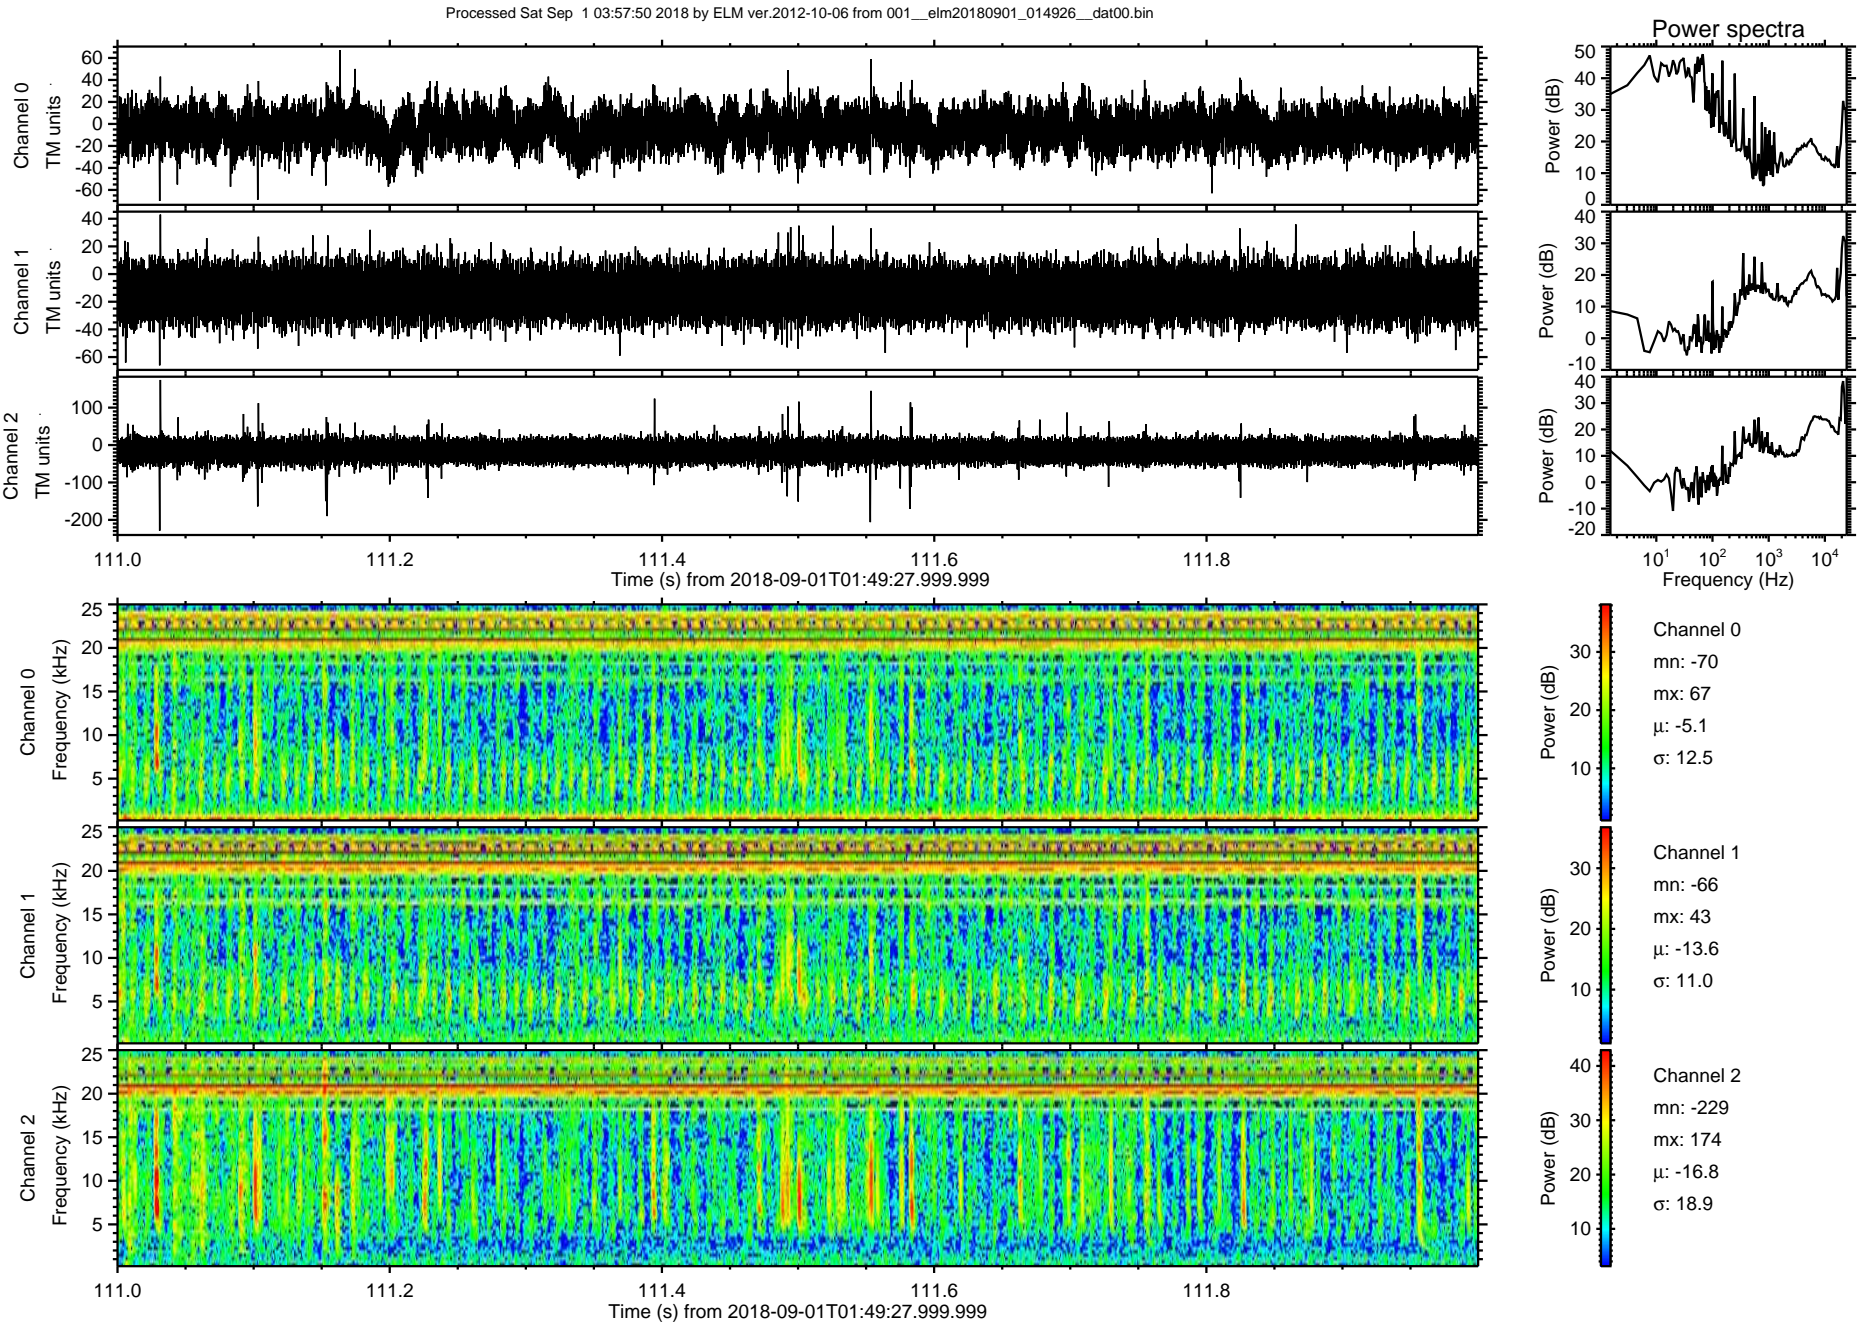 Processed Sat Sep  1 03:57:50 2018 by ELM ver.2012-10-06 from 001__elm20180901_014926__dat00.bin
Power spectra
Channel 0
TM units
60
40
20
0
-20
-40
-60
Power (dB)
50
40
30
20
10
0
Channel 1
TM units
40
20
0
-20
-40
-60
Power (dB)
40
30
20
10
0
-10
Channel 2
TM units
100
0
-100
-200
Power (dB)
40
30
20
10
0
-10
-20
111.0 111.2 111.4 111.6 111.8
Time (s) from 2018-09-01T01:49:27.999.999
10^1 10^2 10^3 10^4
Frequency (Hz)
Channel 0
Frequency (kHz)
25
20
15
10
5
Power (dB)
30
20
10
Channel 0
mn: -70
mx: 67
μ: -5.1
σ: 12.5
Channel 1
Frequency (kHz)
25
20
15
10
5
Power (dB)
30
20
10
Channel 1
mn: -66
mx: 43
μ: -13.6
σ: 11.0
Channel 2
Frequency (kHz)
25
20
15
10
5
Power (dB)
40
30
20
10
Channel 2
mn: -229
mx: 174
μ: -16.8
σ: 18.9
111.0 111.2 111.4 111.6 111.8
Time (s) from 2018-09-01T01:49:27.999.999